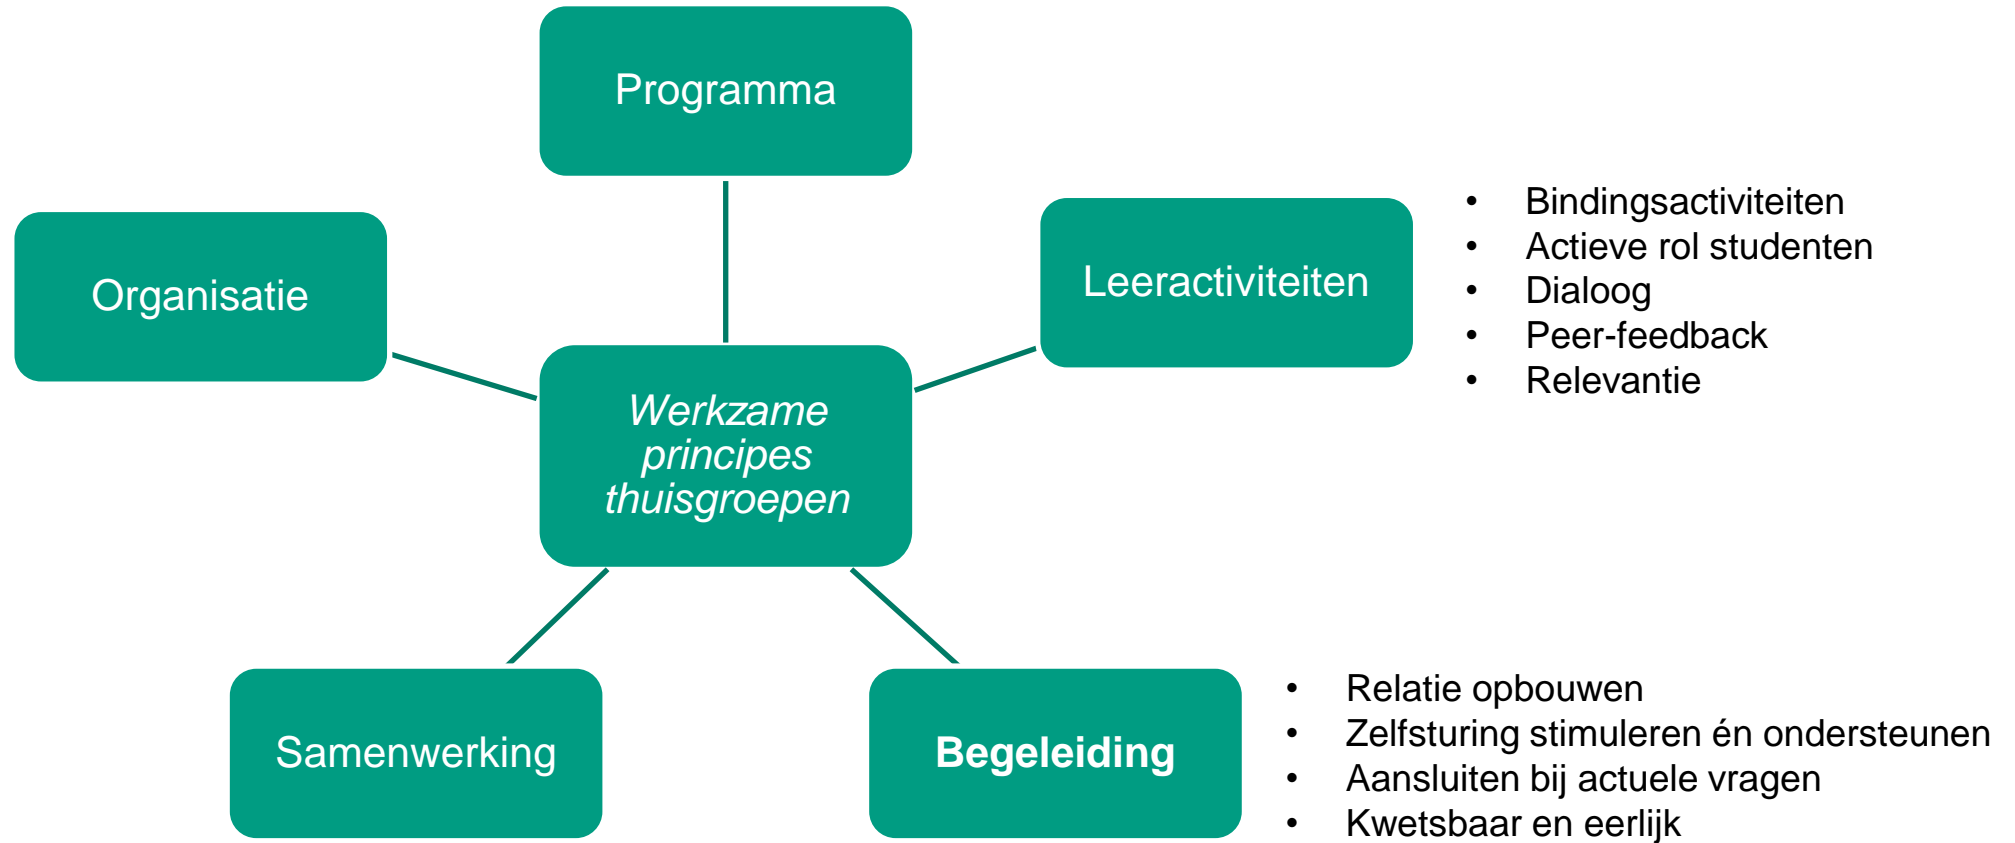 Programma
Organisatie
Leeractiviteiten
• Bindingsactiviteiten
• Actieve rol studenten
• Dialoog
• Peer-feedback
• Relevantie
Werkzame
principes
thuisgroepen
Samenwerking
Begeleiding
• Relatie opbouwen
• Zelfsturing stimuleren én ondersteunen
• Aansluiten bij actuele vragen
• Kwetsbaar en eerlijk